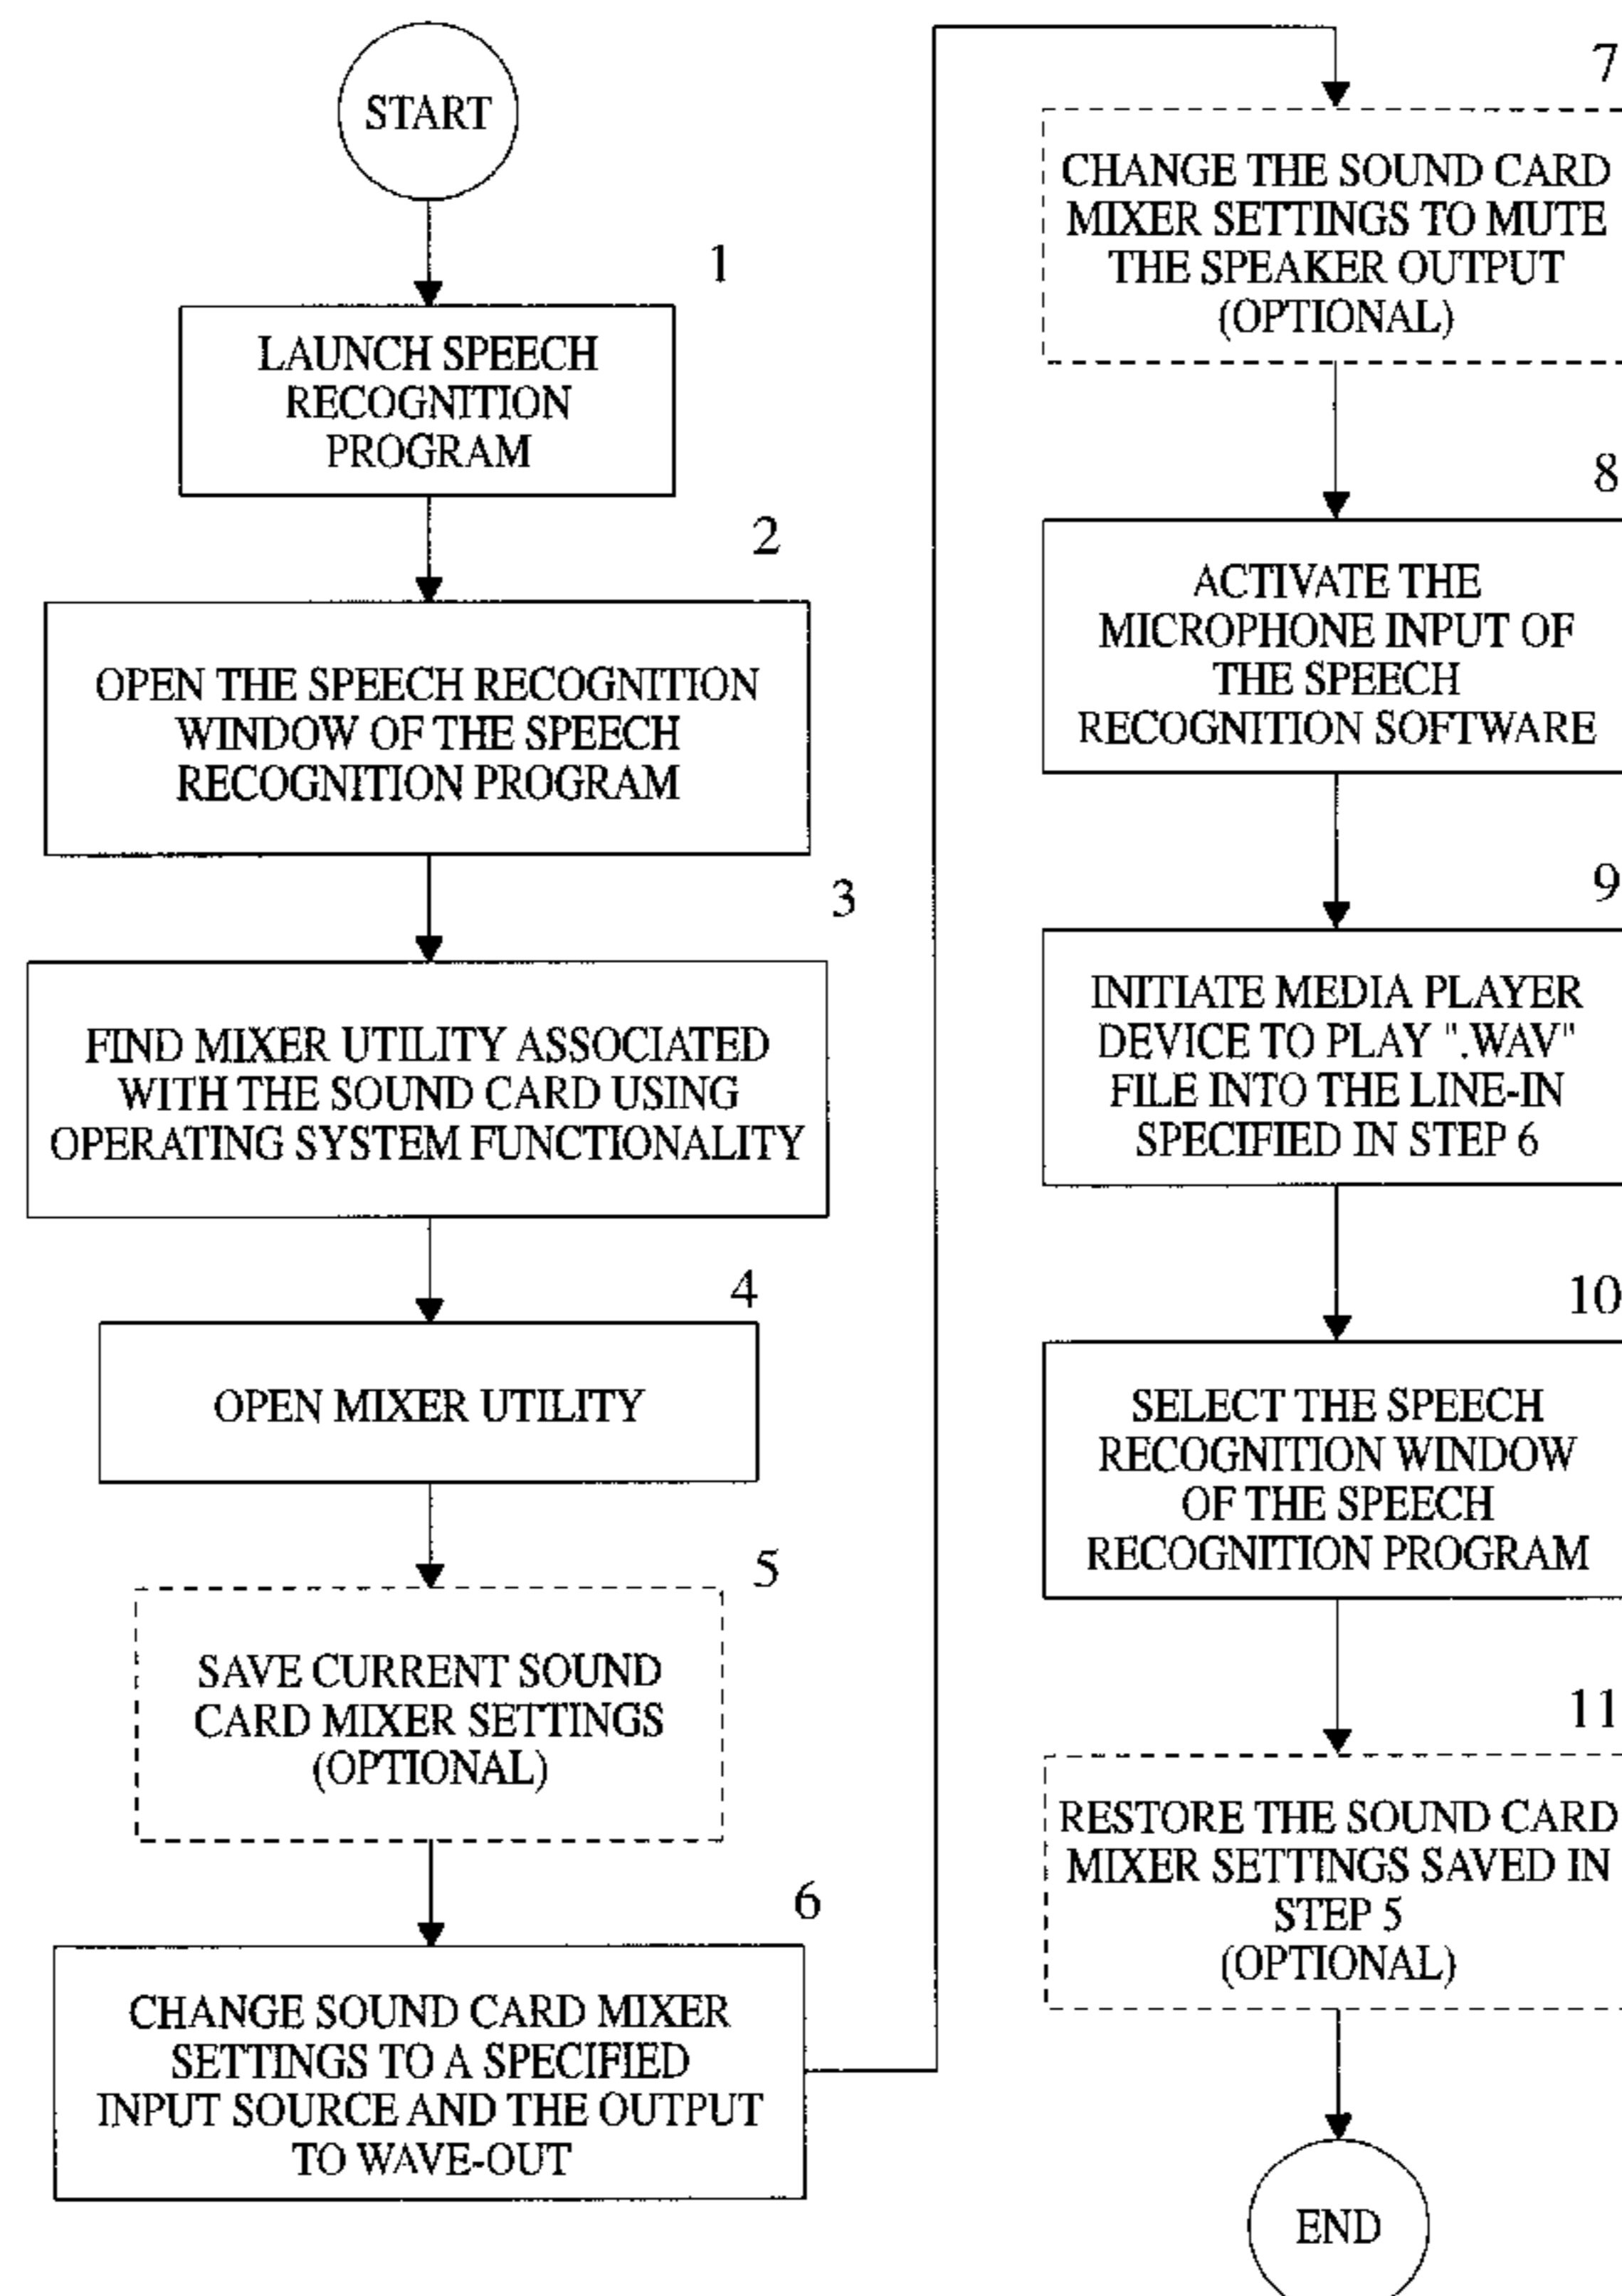 START
1
LAUNCH SPEECH
RECOGNITION
PROGRAM
2
OPEN THE SPEECH RECOGNITION
WINDOW OF THE SPEECH
RECOGNITION PROGRAM
3
FIND MIXER UTILITY ASSOCIATED
WITH THE SOUND CARD USING
OPERATING SYSTEM FUNCTIONALITY
4
OPEN MIXER UTILITY
5
SAVE CURRENT SOUND
CARD MIXER SETTINGS
(OPTIONAL)
6
CHANGE SOUND CARD MIXER
SETTINGS TO A SPECIFIED
INPUT SOURCE AND THE OUTPUT
TO WAVE-OUT
7
CHANGE THE SOUND CARD
MIXER SETTINGS TO MUTE
THE SPEAKER OUTPUT
(OPTIONAL)
8
ACTIVATE THE
MICROPHONE INPUT OF
THE SPEECH
RECOGNITION SOFTWARE
9
INITIATE MEDIA PLAYER
DEVICE TO PLAY ".WAV"
FILE INTO THE LINE-IN
SPECIFIED IN STEP 6
10
SELECT THE SPEECH
RECOGNITION WINDOW
OF THE SPEECH
RECOGNITION PROGRAM
11
RESTORE THE SOUND CARD
MIXER SETTINGS SAVED IN
STEP 5
(OPTIONAL)
END